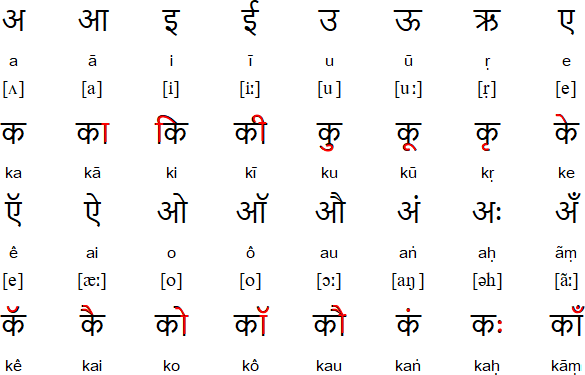 अ आ इ ई उ ऊ ऋ ए
a ā i ī u ū ṛ e
[ʌ] [a] [i] [iː] [u] [uː] [ṛ] [e]
क का कि की कु कू कृ के
ka kā ki kī ku kū kṛ ke
ऍ ऐ ओ ऑ औ अं अः अँ
ê ai o ô au aṅ aḥ ãṃ
[e] [æː] [o] [o] [ɔː] [aŋ] [əh] [ãː]
कॅ कै को कॉ कौ कं कः काँ
kê kai ko kô kau kaṅ kaḥ kāṃ